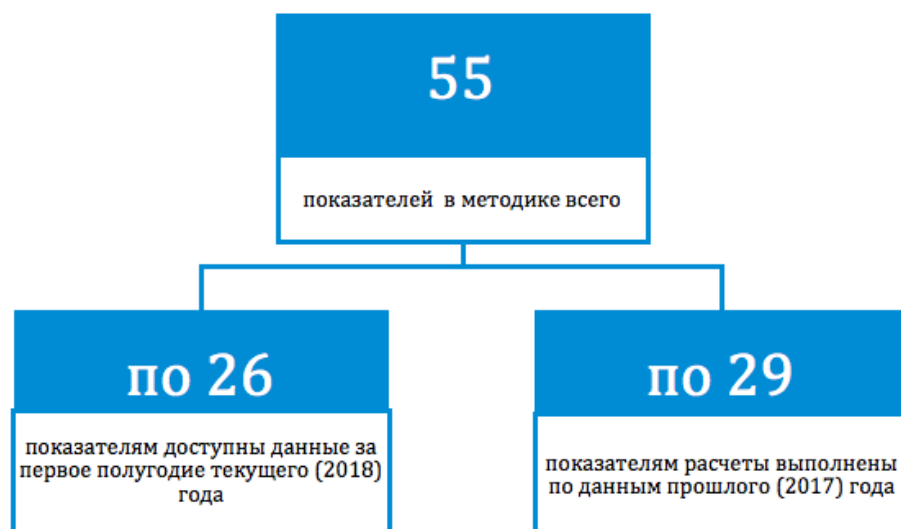 55
показателей в методике всего
по 26
показателям доступны данные за
первое полугодие текущего (2018)
года
по 29
показателям расчеты выполнены
по данным прошлого (2017) года